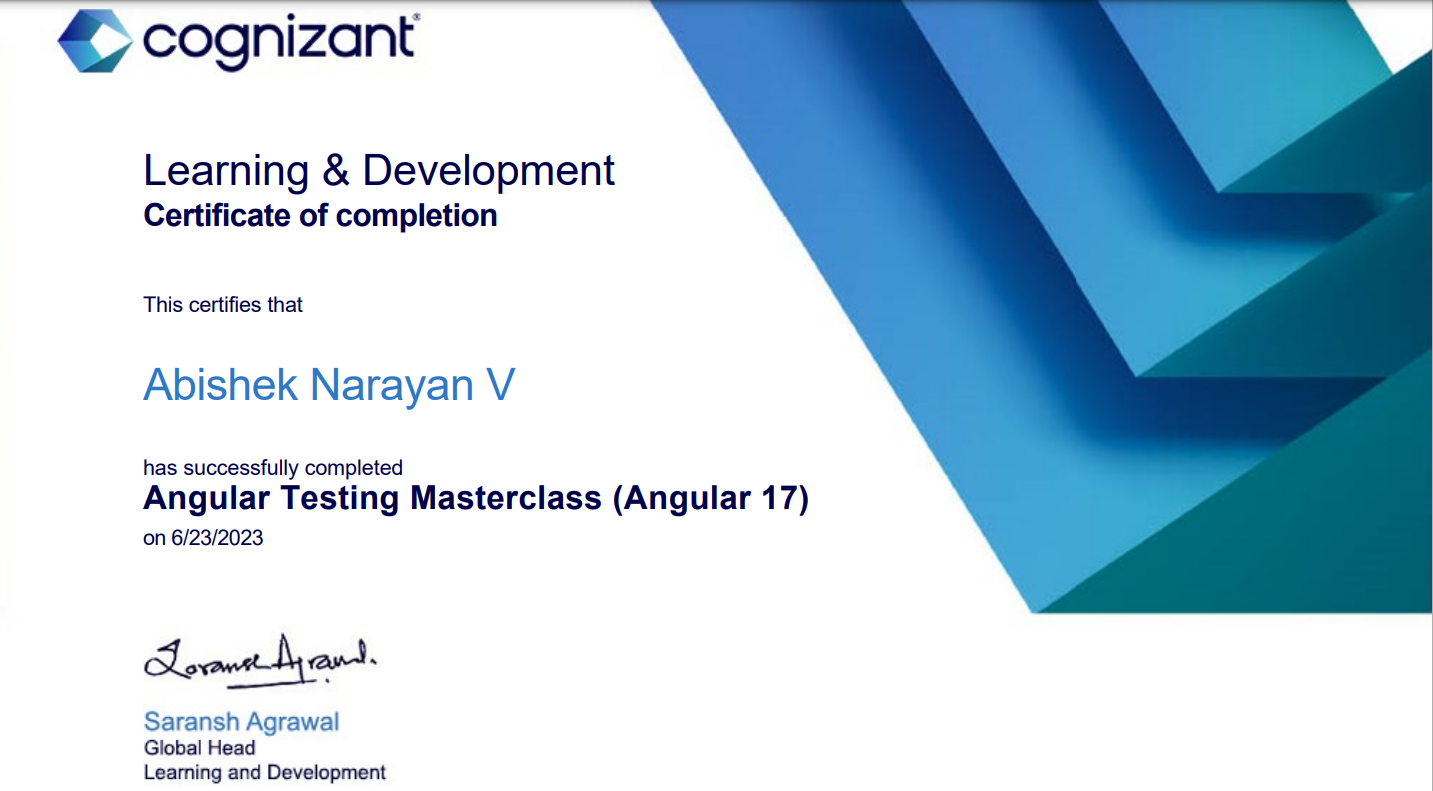 cognizant®
Learning & Development
Certificate of completion
This certifies that
Abishek Narayan V
has successfully completed
Angular Testing Masterclass (Angular 17)
on 6/23/2023
Saransh Agrawal
Saransh Agrawal
Global Head
Learning and Development